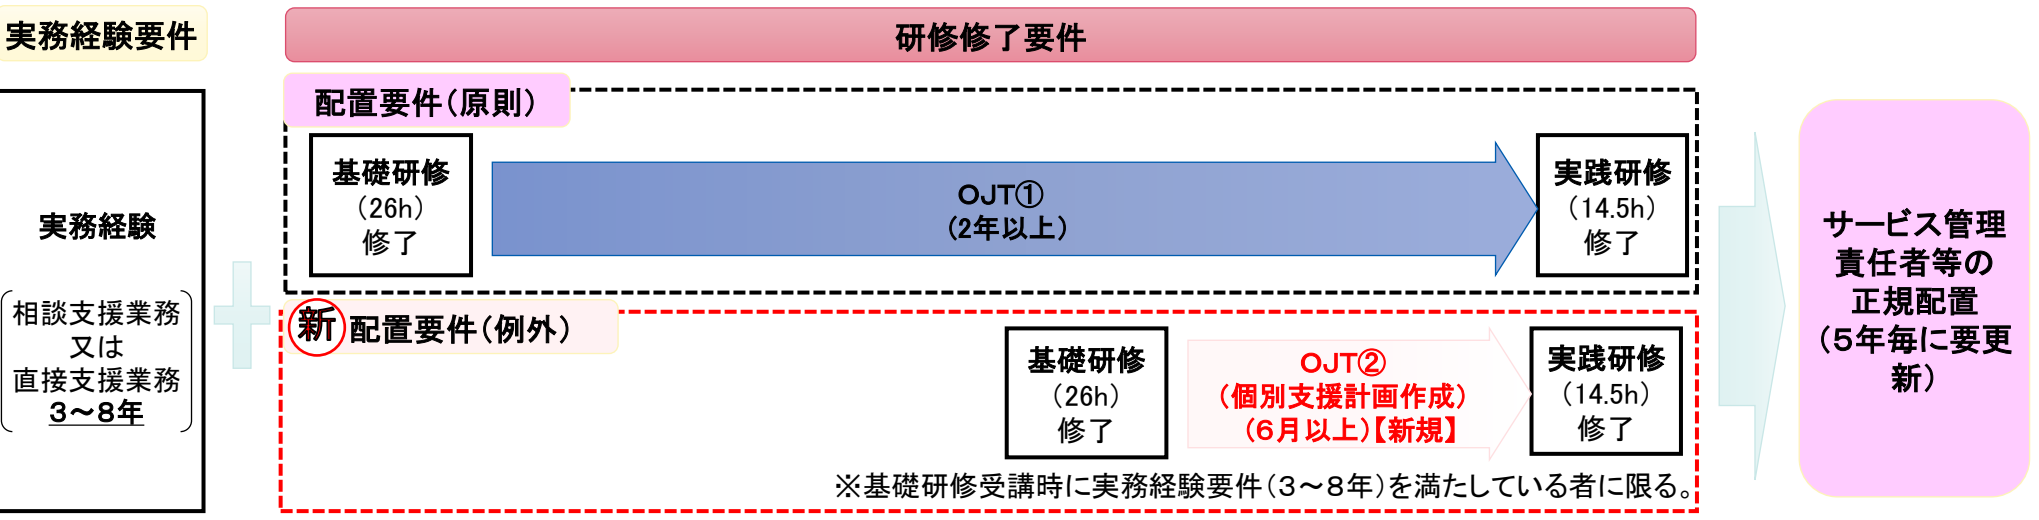 実務経験要件
研修修了要件
実務経験
相談支援業務
又は
直接支援業務
３～８年
配置要件（原則）
基礎研修
（26h）
修了
OJT①
（2年以上）
実践研修
（14.5h）
修了
新 配置要件（例外）
基礎研修
（26h）
修了
OJT②
（個別支援計画作成）
（６月以上）【新規】
実践研修
（14.5h）
修了
※基礎研修受講時に実務経験要件（３～８年）を満たしている者に限る。
サービス管理
責任者等の
正規配置
（５年毎に要更
新）